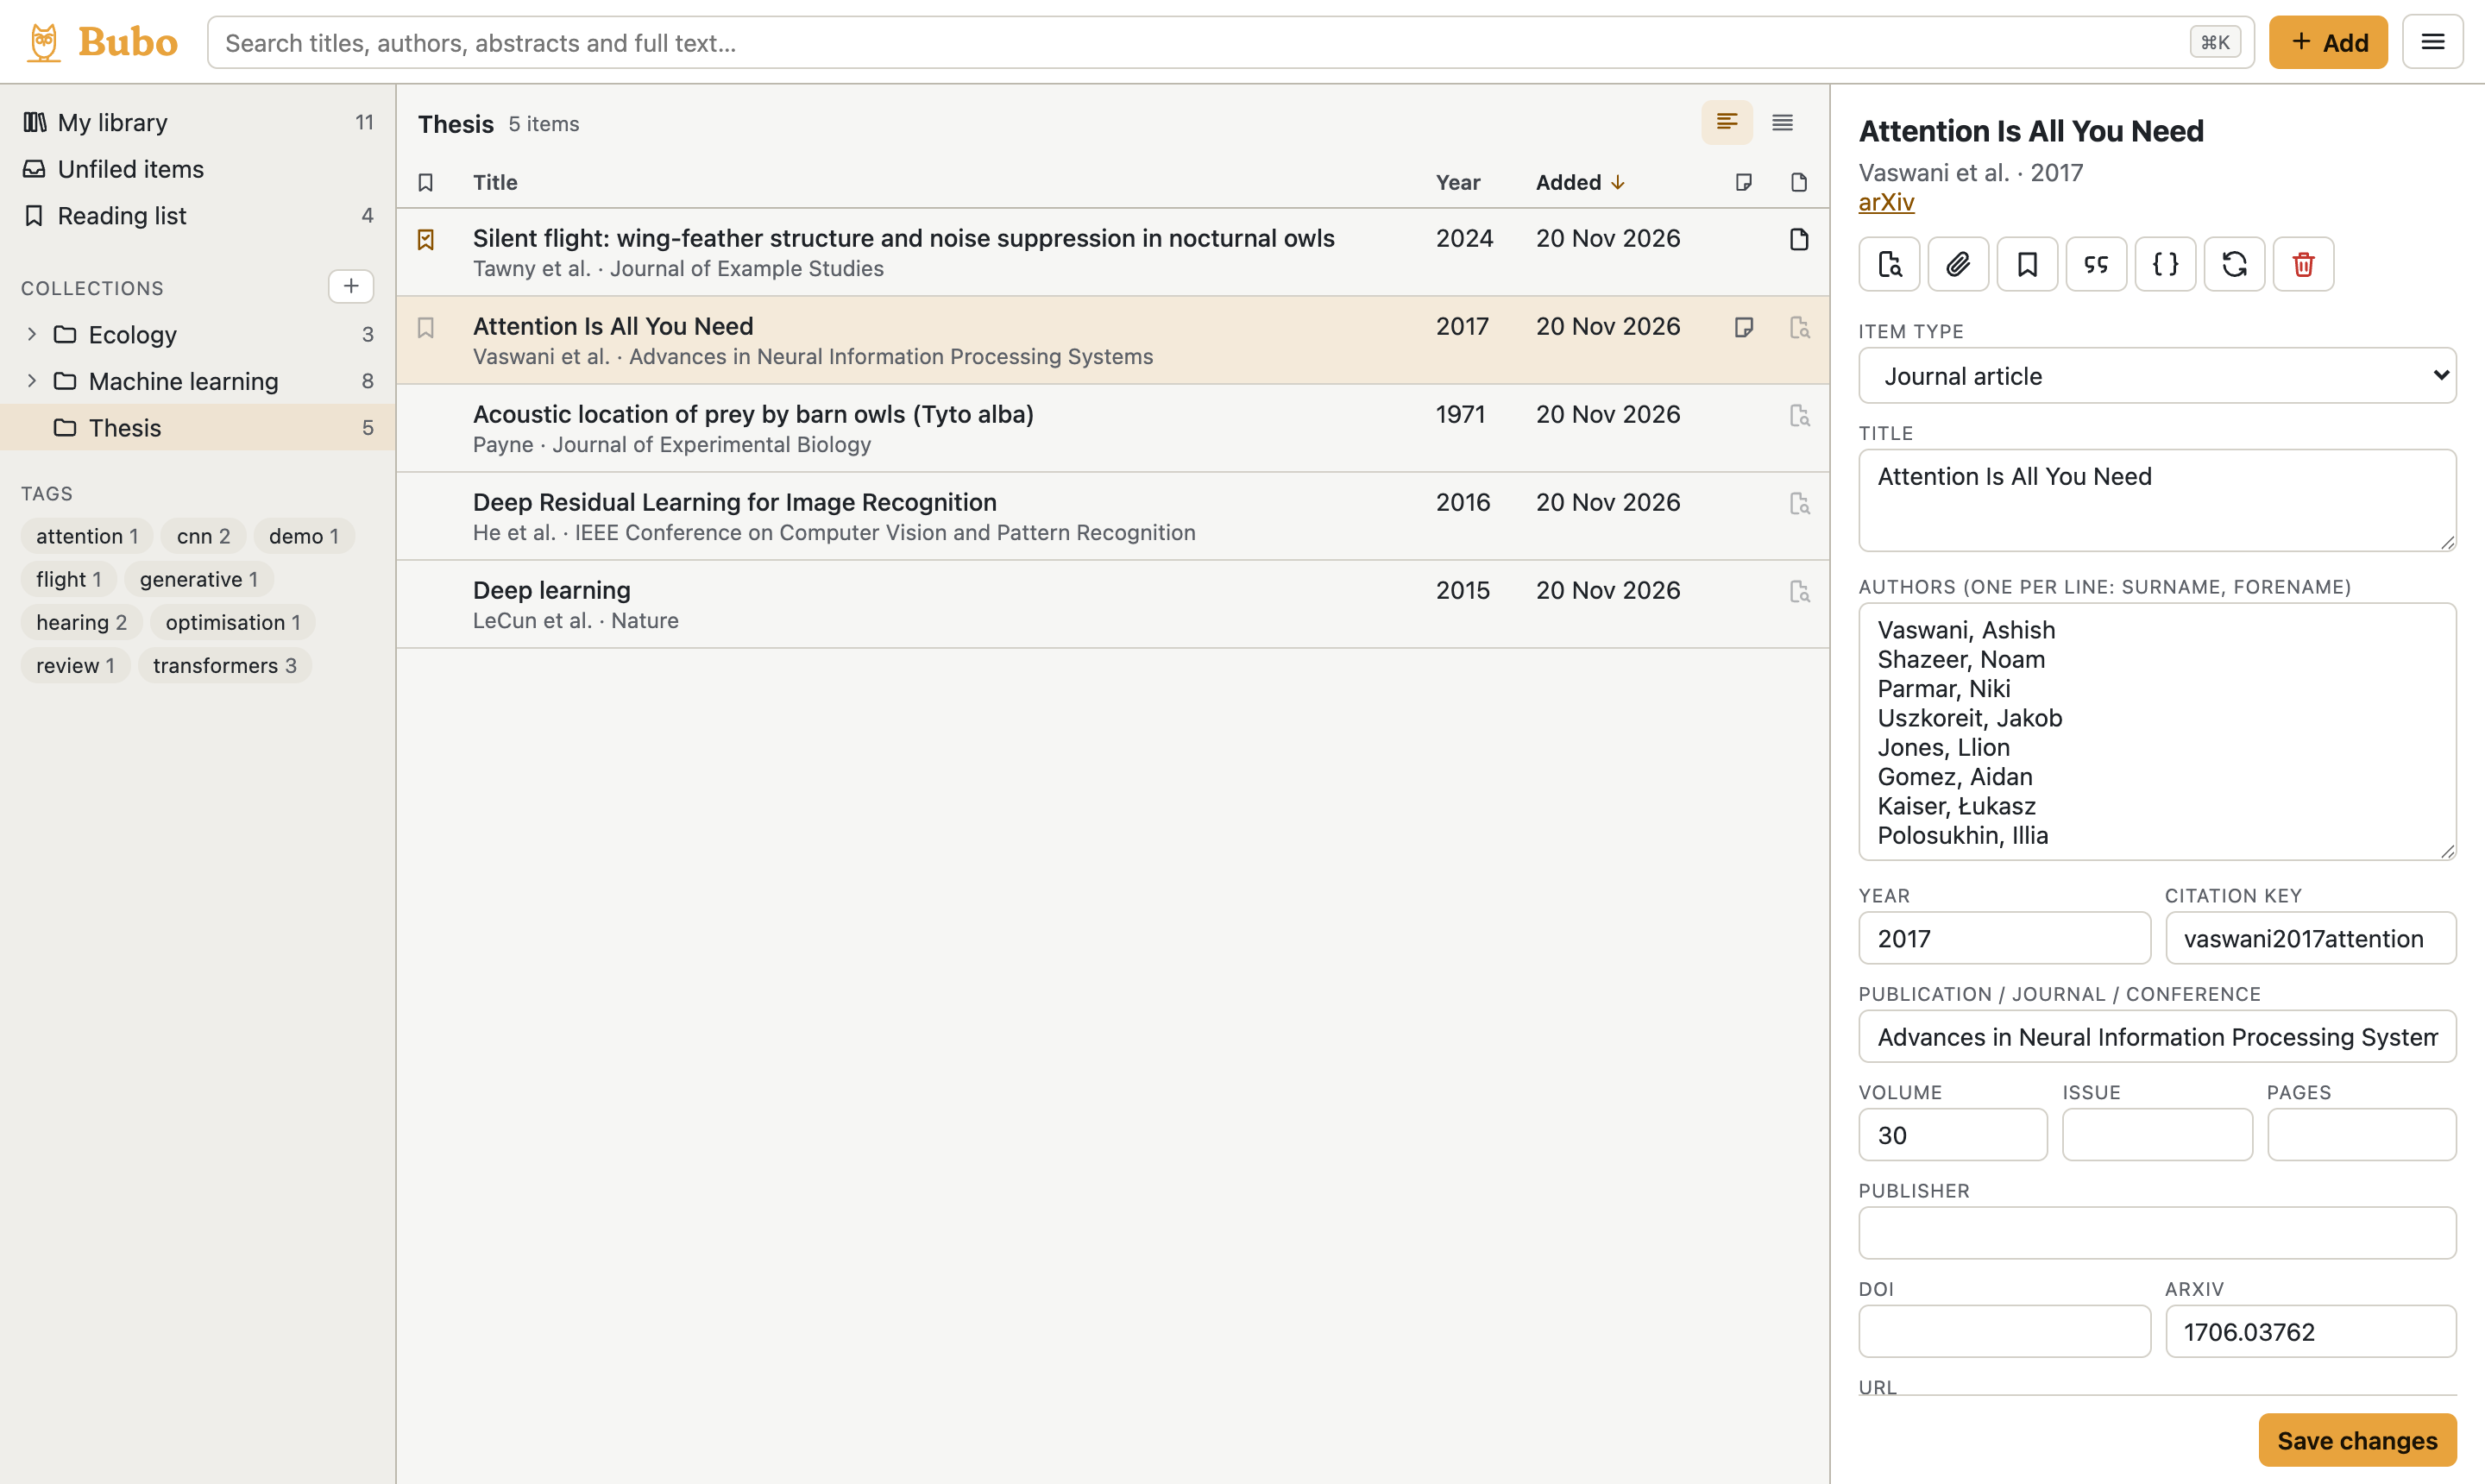 Bubo
Search titles, authors, abstracts and full text...
⌘K
+ Add
My library 11
Unfiled items
Reading list 4
COLLECTIONS
Ecology 3
Machine learning 8
Thesis 5
TAGS
attention 1 cnn 2 demo 1
flight 1 generative 1
hearing 2 optimisation 1
review 1 transformers 3
Thesis 5 items
Title Year Added ↓
Silent flight: wing-feather structure and noise suppression in nocturnal owls 2024 20 Nov 2026
Tawny et al. · Journal of Example Studies
Attention Is All You Need 2017 20 Nov 2026
Vaswani et al. · Advances in Neural Information Processing Systems
Acoustic location of prey by barn owls (Tyto alba) 1971 20 Nov 2026
Payne · Journal of Experimental Biology
Deep Residual Learning for Image Recognition 2016 20 Nov 2026
He et al. · IEEE Conference on Computer Vision and Pattern Recognition
Deep learning 2015 20 Nov 2026
LeCun et al. · Nature
Attention Is All You Need
Vaswani et al. · 2017
arXiv
ITEM TYPE
Journal article
TITLE
Attention Is All You Need
AUTHORS (ONE PER LINE: SURNAME, FORENAME)
Vaswani, Ashish
Shazeer, Noam
Parmar, Niki
Uszkoreit, Jakob
Jones, Llion
Gomez, Aidan
Kaiser, Łukasz
Polosukhin, Illia
YEAR CITATION KEY
2017 vaswani2017attention
PUBLICATION / JOURNAL / CONFERENCE
Advances in Neural Information Processing System
VOLUME ISSUE PAGES
30
PUBLISHER
DOI ARXIV
1706.03762
URL
Save changes